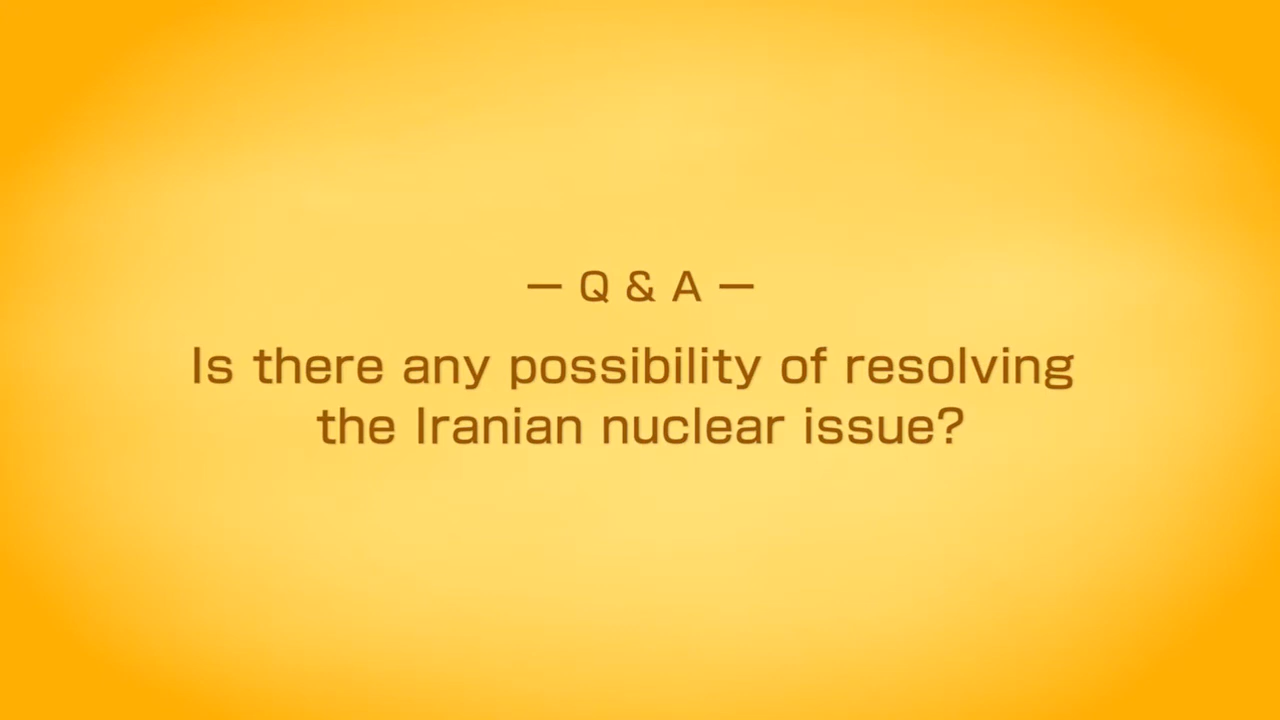 — Q & A —
Is there any possibility of resolving
the Iranian nuclear issue?